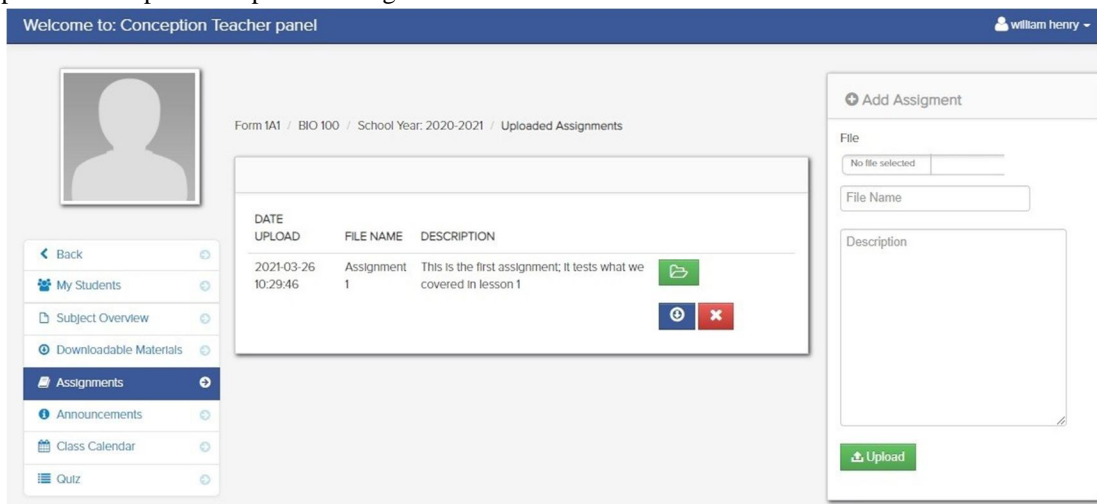 Welcome to: Conception Teacher panel
william henry
Form 1A1 / BIO 100 / School Year: 2020-2021 / Uploaded Assignments
DATE
UPLOAD FILE NAME DESCRIPTION
2021-03-26 Assignment This is the first assignment; it tests what we
10:29:46 1 covered in lesson 1
Back
My Students
Subject Overview
Downloadable Materials
Assignments
Announcements
Class Calendar
Quiz
Add Assigment
File
No file selected
File Name
Description
Upload